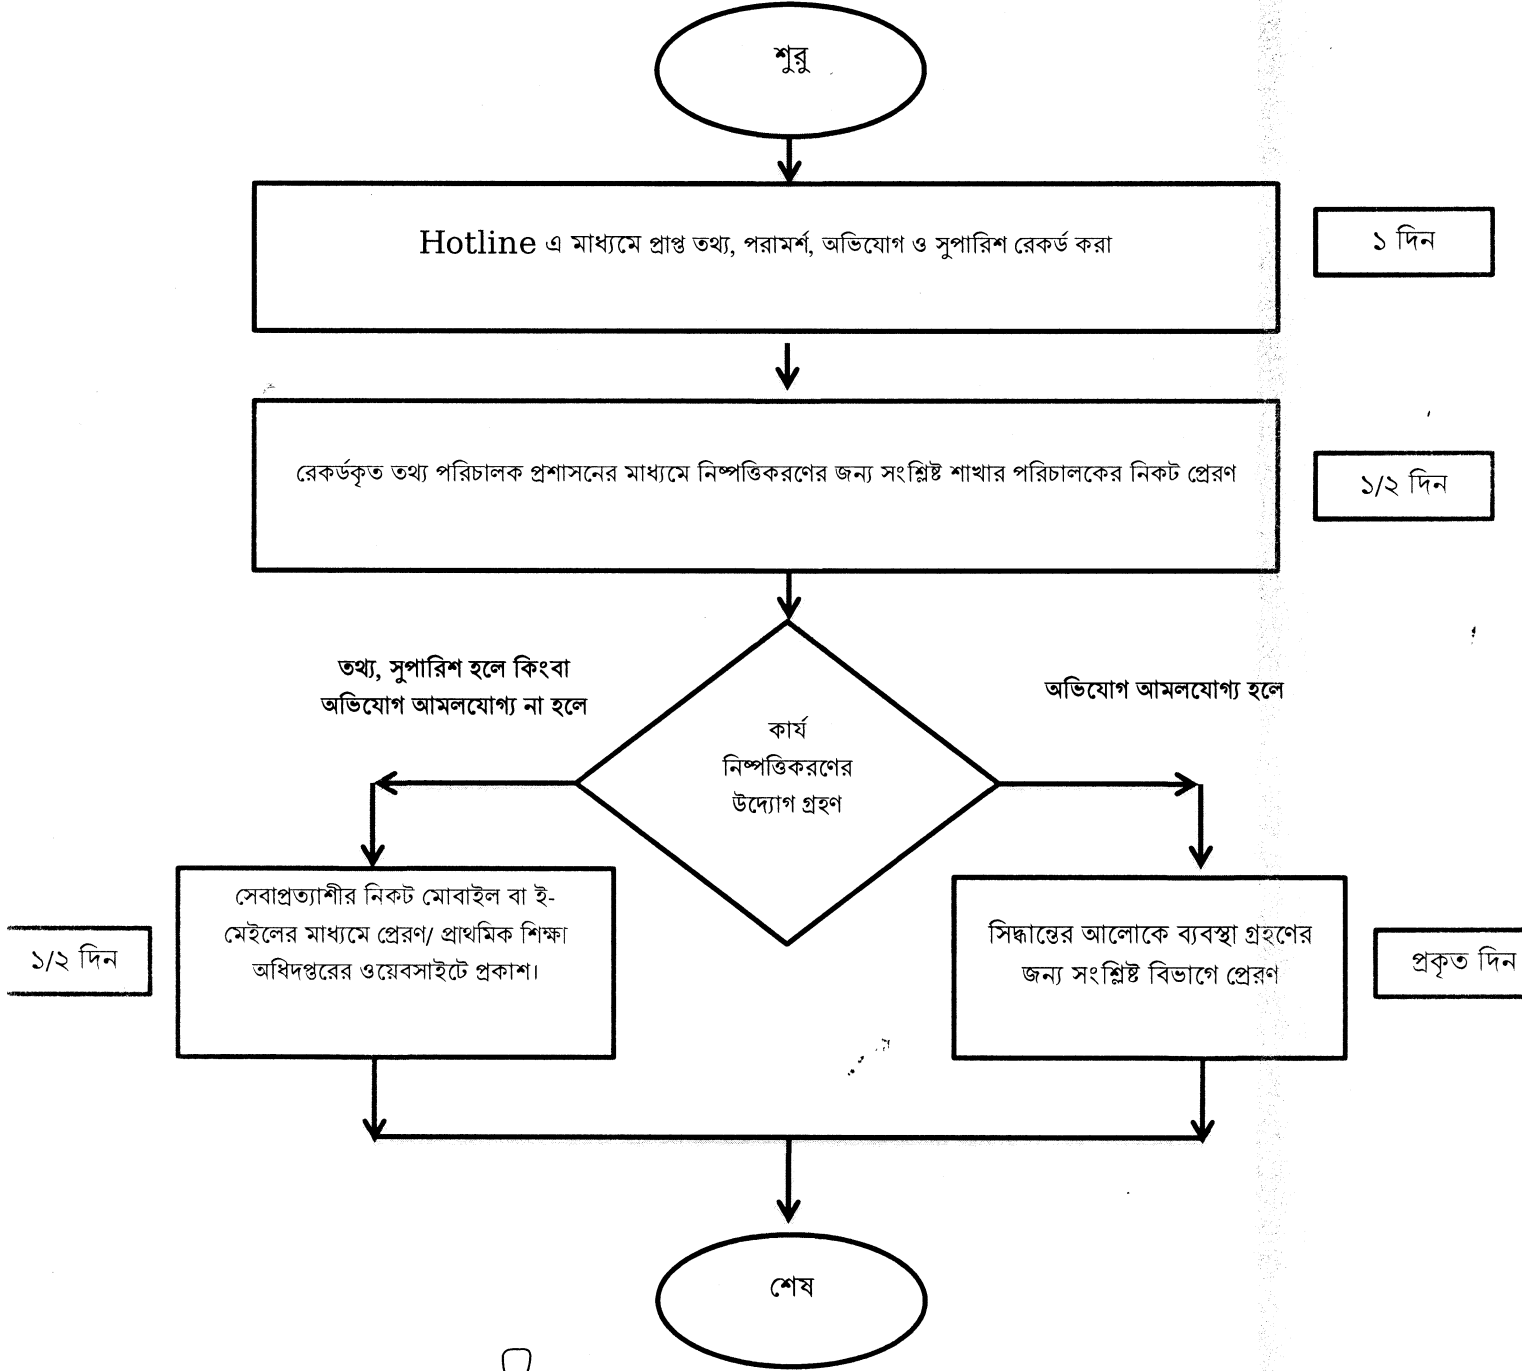 শুরু
Hotline এ মাধ্যমে প্রাপ্ত তথ্য, পরামর্শ, অভিযোগ ও সুপারিশ রেকর্ড করা
১ দিন
রেকর্ডকৃত তথ্য পরিচালক প্রশাসনের মাধ্যমে নিষ্পত্তিকরণের জন্য সংশ্লিষ্ট শাখার পরিচালকের নিকট প্রেরণ
১/২ দিন
তথ্য, সুপারিশ হলে কিংবা
অভিযোগ আমলযোগ্য না হলে
অভিযোগ আমলযোগ্য হলে
কার্য
নিষ্পত্তিকরণের
উদ্যোগ গ্রহণ
সেবাপ্রত্যাশীর নিকট মোবাইল বা ই-
মেইলের মাধ্যমে প্রেরণ/ প্রাথমিক শিক্ষা
অধিদপ্তরের ওয়েবসাইটে প্রকাশ।
১/২ দিন
সিদ্ধান্তের আলোকে ব্যবস্থা গ্রহণের
জন্য সংশ্লিষ্ট বিভাগে প্রেরণ
প্রকৃত দিন
শেষ